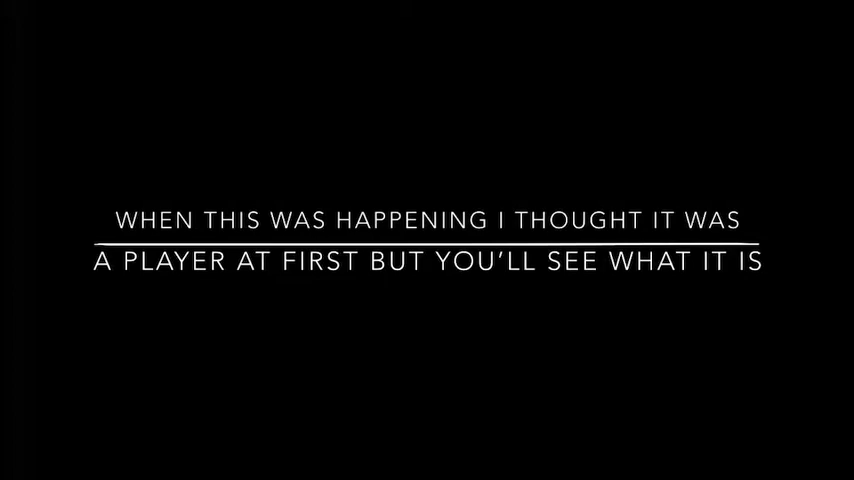 WHEN THIS WAS HAPPENING I THOUGHT IT WAS
A PLAYER AT FIRST BUT YOU'LL SEE WHAT IT IS